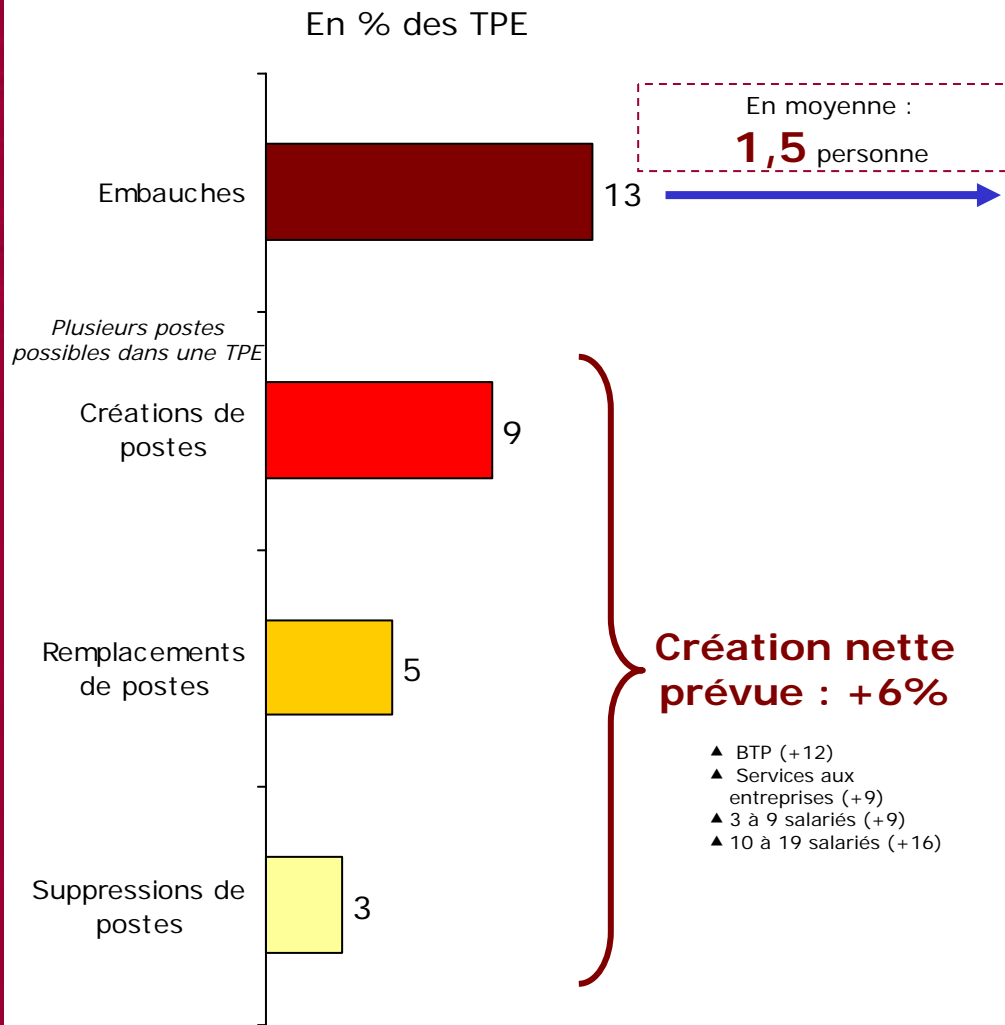 En % des TPE
En moyenne :
1,5 personne
Embauches
13
Plusieurs postes
possibles dans une TPE
Créations de
postes
9
Remplacements
de postes
5
Création nette
prévue : +6%
▲ BTP (+12)
▲ Services aux
entreprises (+9)
▲ 3 à 9 salariés (+9)
▲ 10 à 19 salariés (+16)
Suppressions de
postes
3